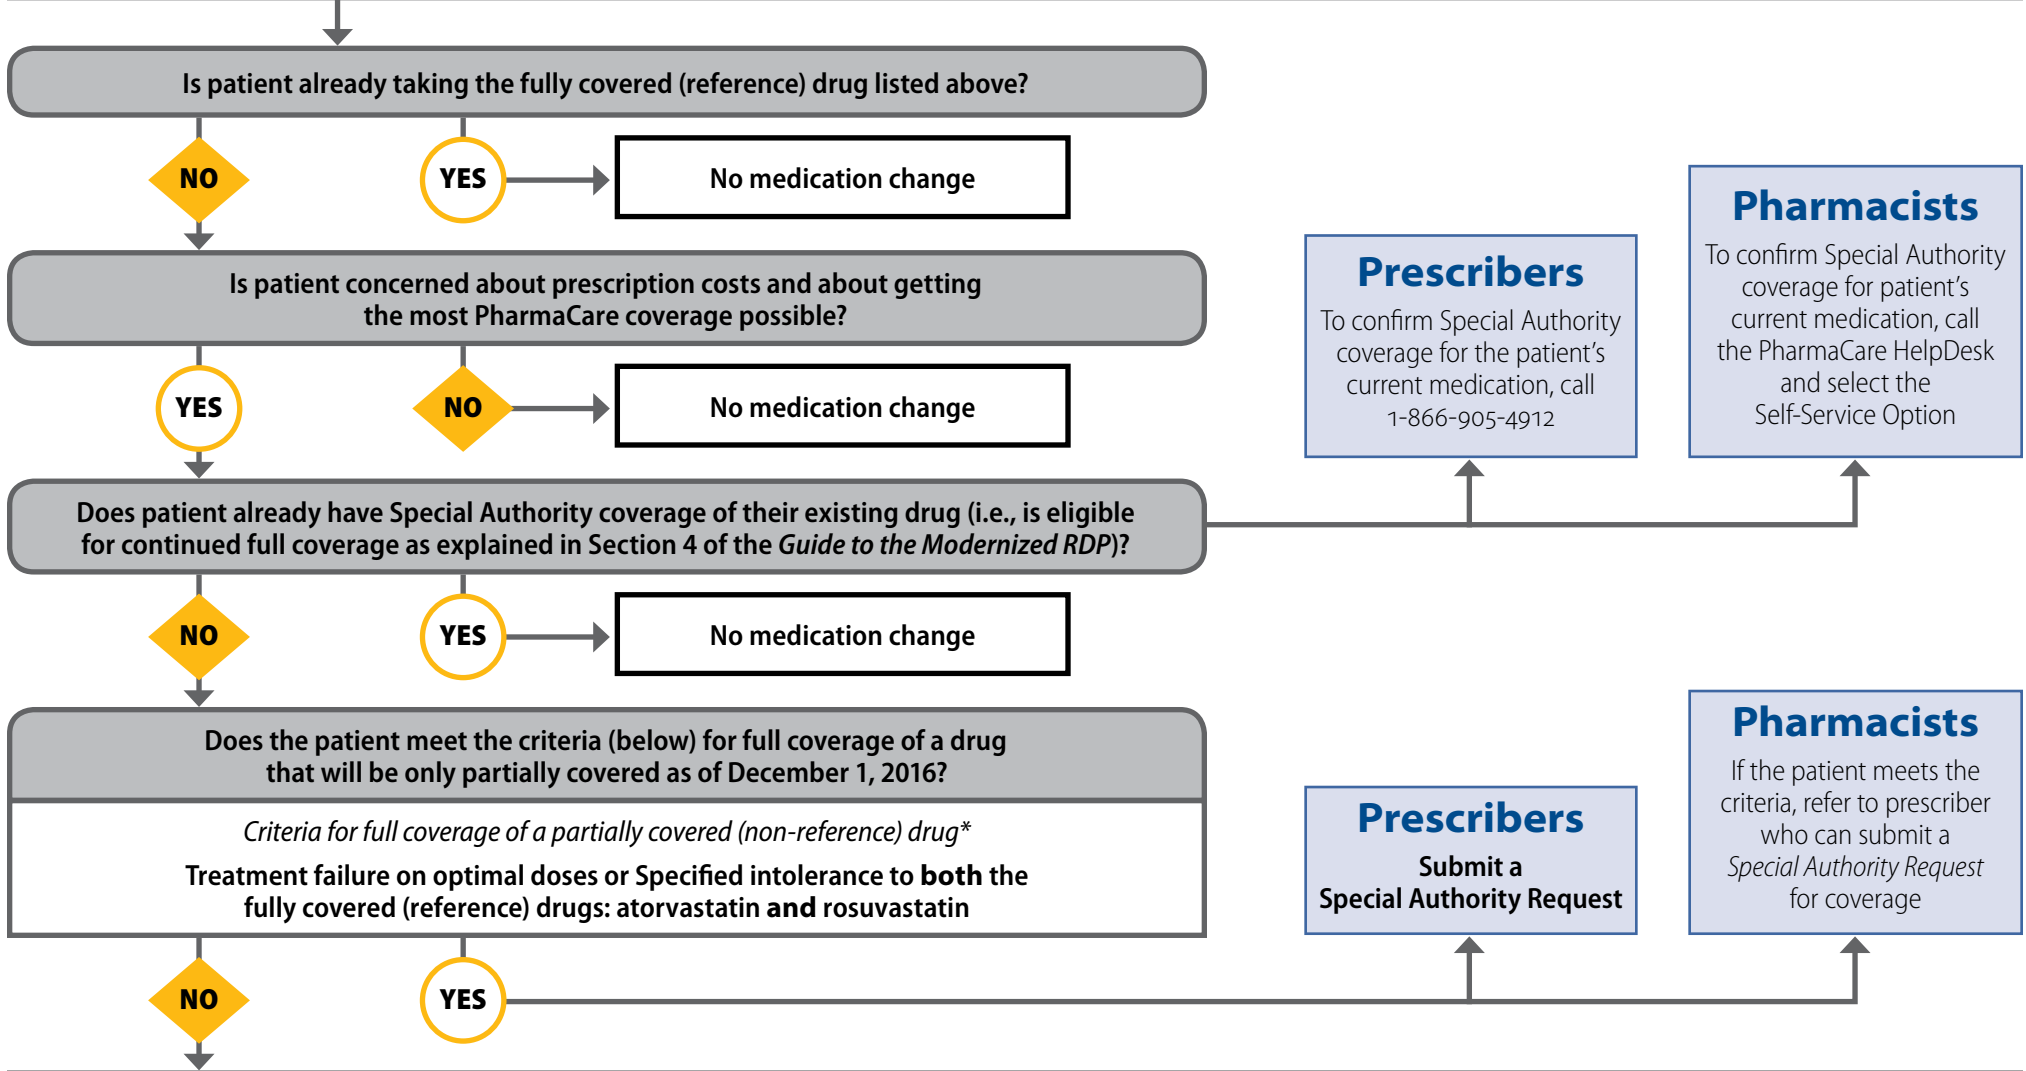 Is patient already taking the fully covered (reference) drug listed above?
NO
YES
No medication change
Is patient concerned about prescription costs and about getting
the most PharmaCare coverage possible?
YES
NO
No medication change
Prescribers
To confirm Special Authority
coverage for the patient's
current medication, call
1-866-905-4912
Pharmacists
To confirm Special Authority
coverage for patient's
current medication, call
the PharmaCare HelpDesk
and select the
Self-Service Option
Does patient already have Special Authority coverage of their existing drug (i.e., is eligible
for continued full coverage as explained in Section 4 of the Guide to the Modernized RDP)?
NO
YES
No medication change
Does the patient meet the criteria (below) for full coverage of a drug
that will be only partially covered as of December 1, 2016?
Criteria for full coverage of a partially covered (non-reference) drug*
Treatment failure on optimal doses or Specified intolerance to both the
fully covered (reference) drugs: atorvastatin and rosuvastatin
NO
YES
Prescribers
Submit a
Special Authority Request
Pharmacists
If the patient meets the
criteria, refer to prescriber
who can submit a
Special Authority Request
for coverage